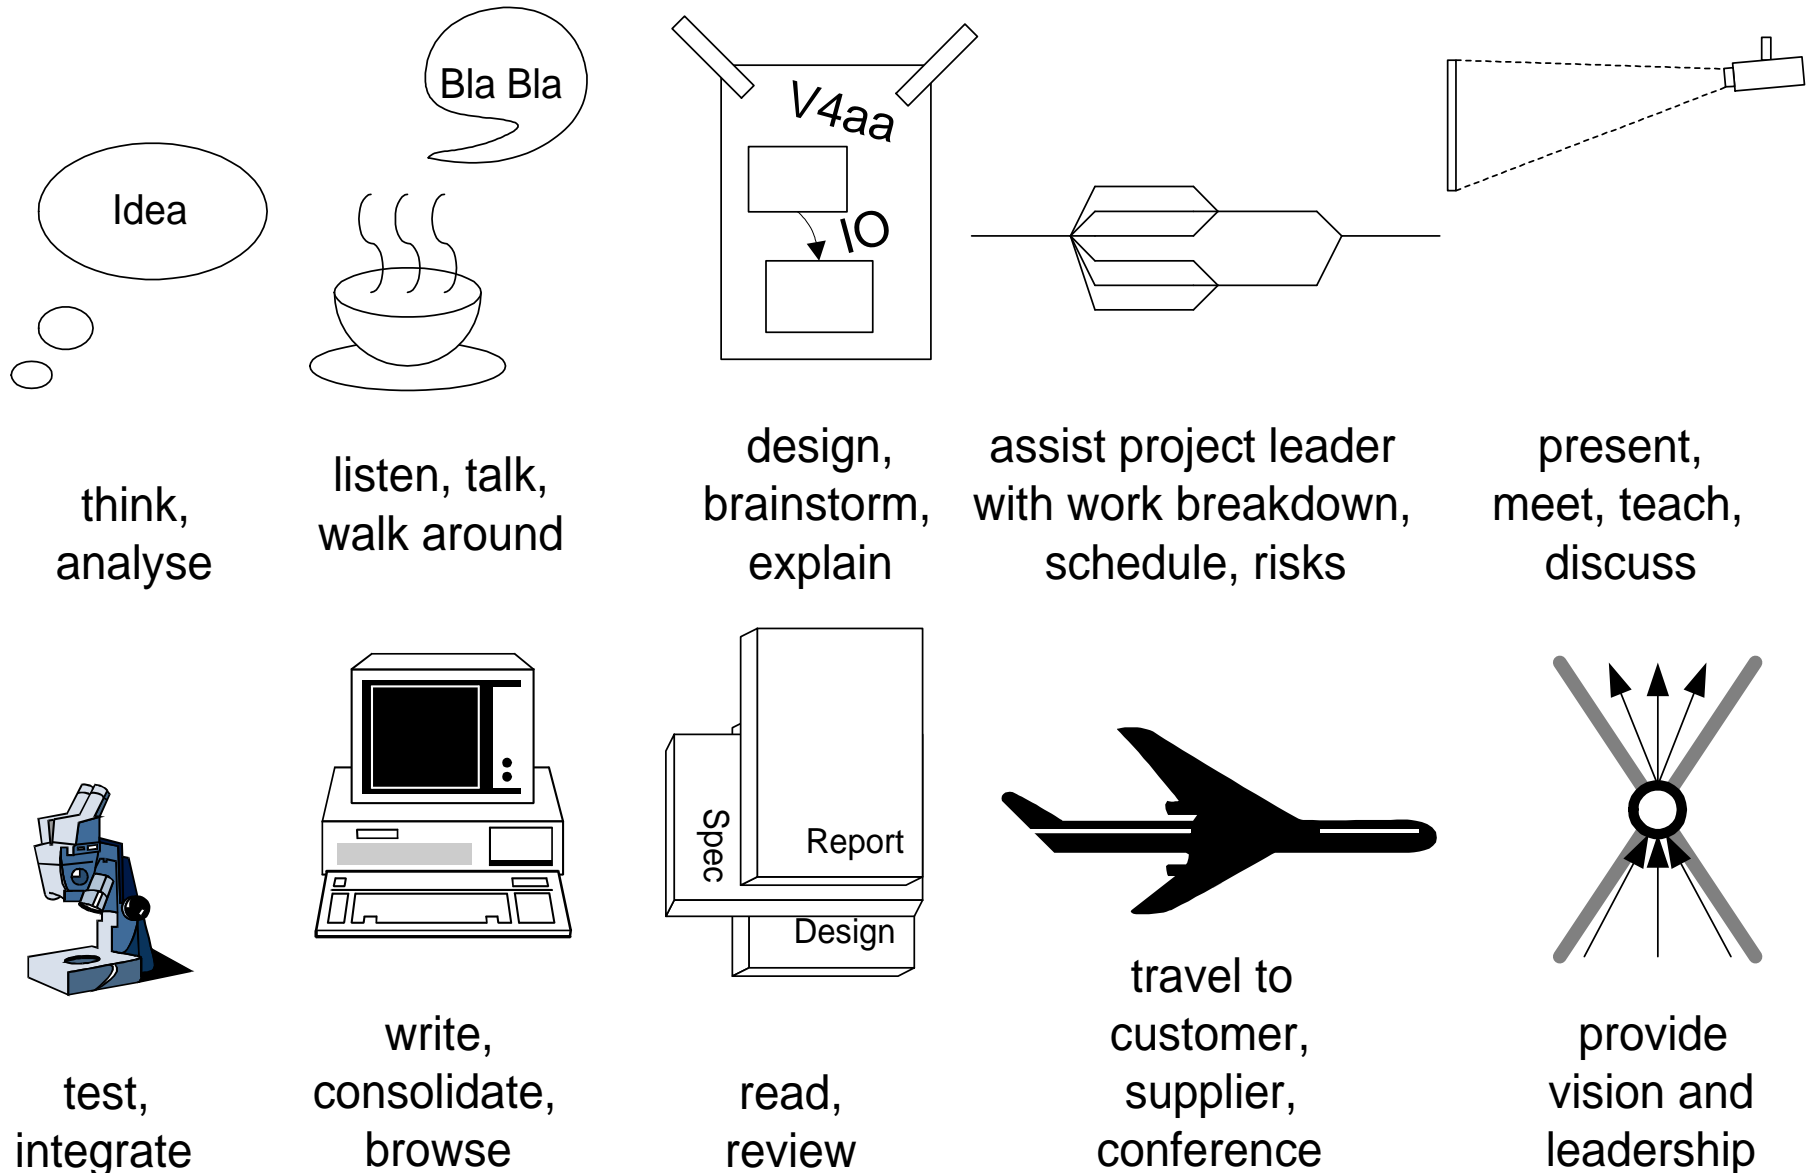 Bla Bla
Idea
V4aa
IO
think,
analyse
listen, talk,
walk around
design,
brainstorm,
explain
assist project leader
with work breakdown,
schedule, risks
present,
meet, teach,
discuss
Spec
Report
Design
test,
integrate
write,
consolidate,
browse
read,
review
travel to
customer,
supplier,
conference
provide
vision and
leadership